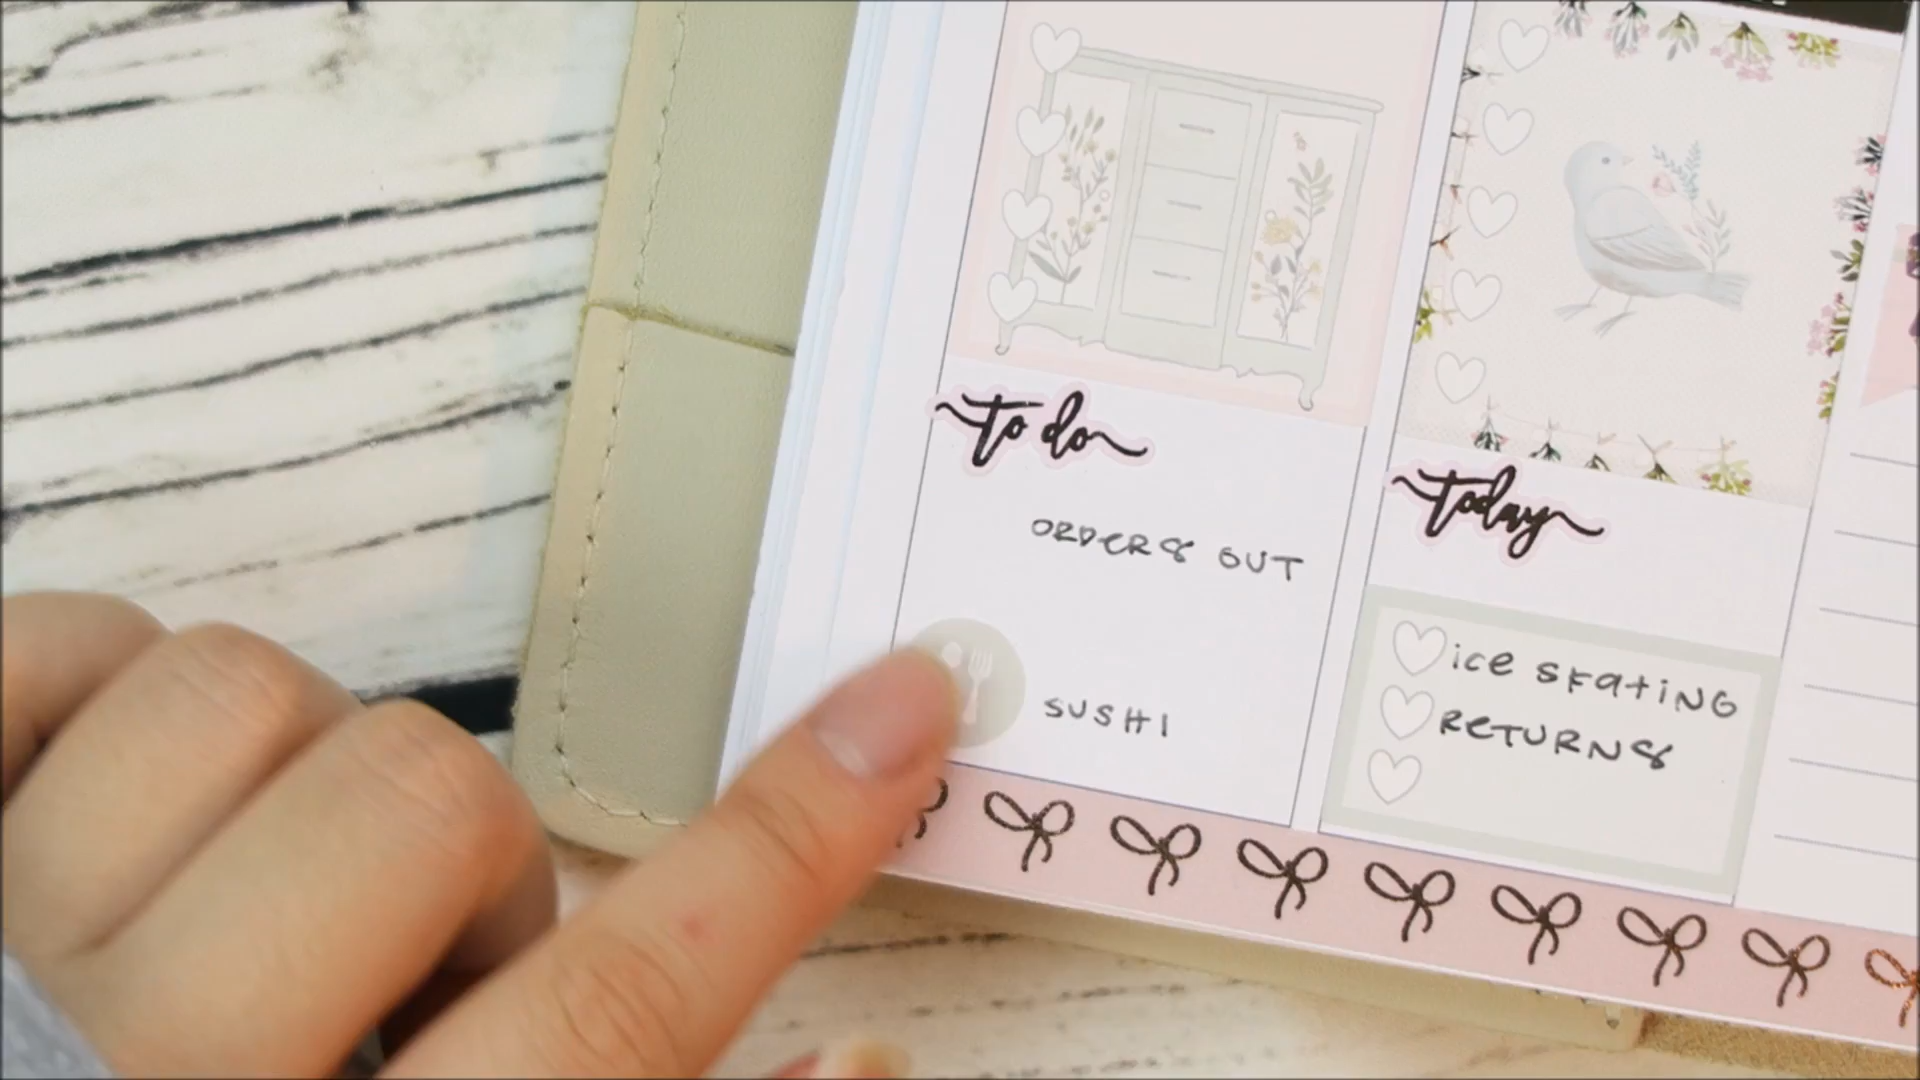 to do
ORDERS OUT
SUSHI
today
ice skating
RETURNS